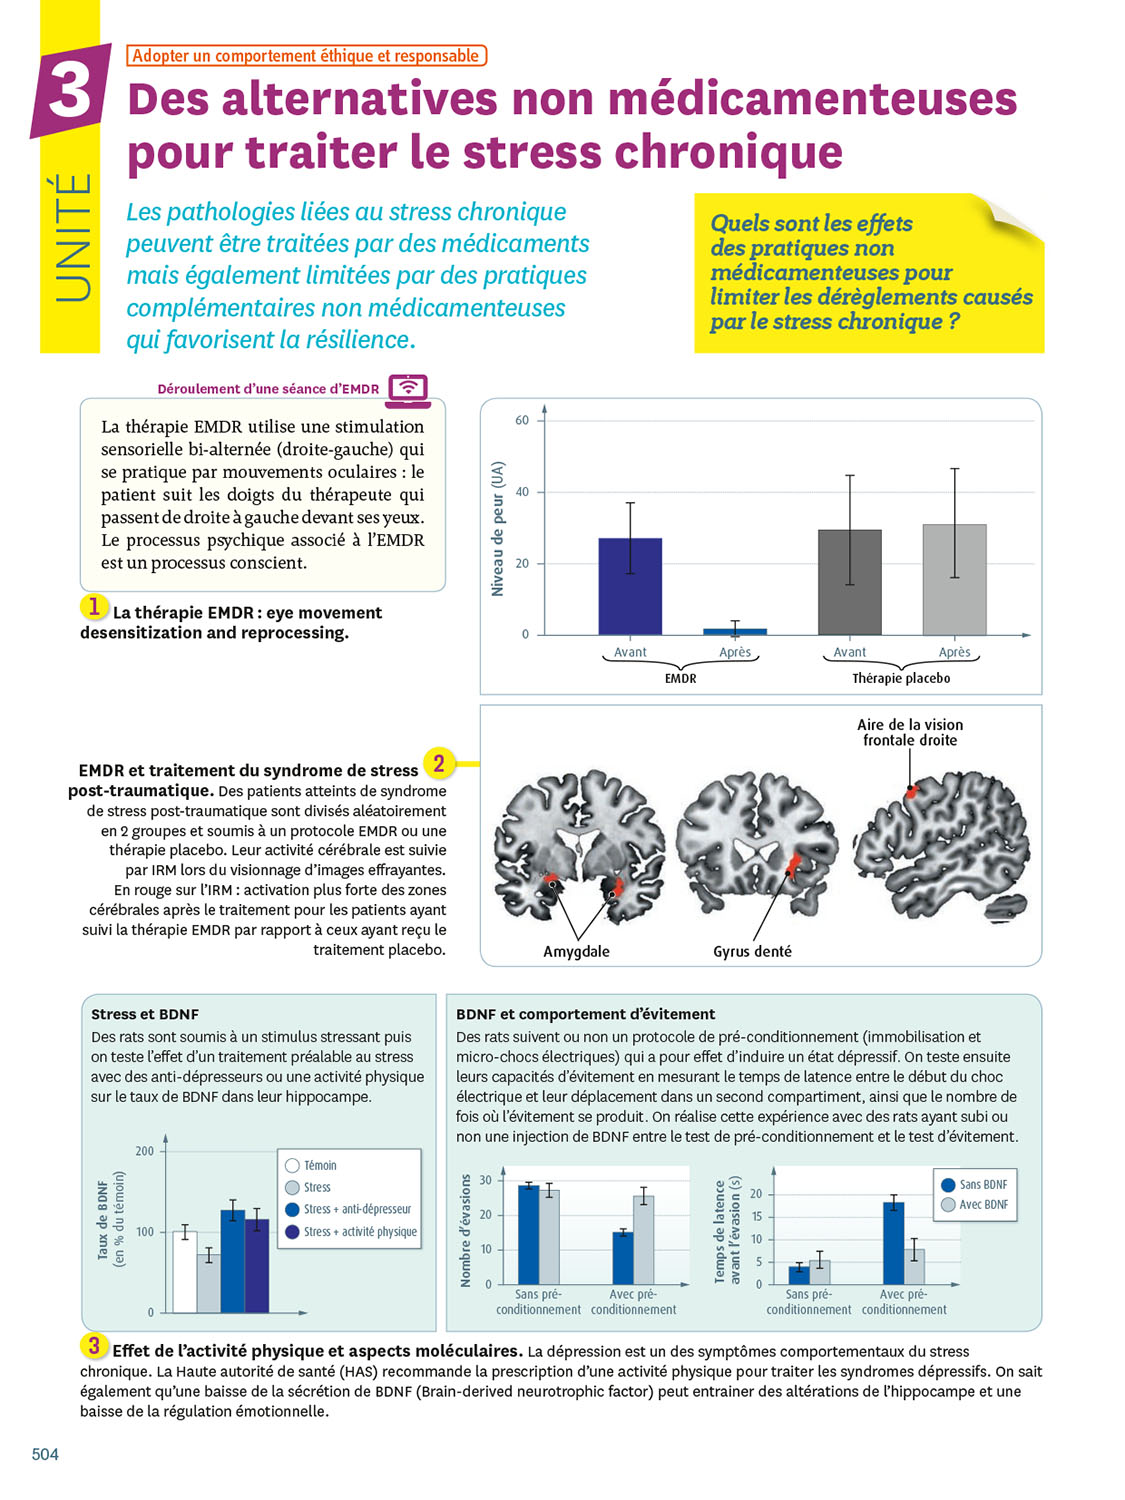 3
UNITÉ
Adopter un comportement éthique et responsable
Des alternatives non médicamenteuses
pour traiter le stress chronique
Les pathologies liées au stress chronique
peuvent être traitées par des médicaments
mais également limitées par des pratiques
complémentaires non médicamenteuses
qui favorisent la résilience.
Quels sont les effets
des pratiques non
médicamenteuses pour
limiter les dérèglements causés
par le stress chronique ?
Déroulement d'une séance d'EMDR
La thérapie EMDR utilise une stimulation
sensorielle bi-alternée (droite-gauche) qui
se pratique par mouvements oculaires : le
patient suit les doigts du thérapeute qui
passent de droite à gauche devant ses yeux.
Le processus psychique associé à l'EMDR
est un processus conscient.
1 La thérapie EMDR : eye movement
desensitization and reprocessing.
Niveau de peur (UA)
60
40
20
0
Avant
Après
Avant
Après
EMDR
Thérapie placebo
EMDR et traitement du syndrome de stress 2
post-traumatique. Des patients atteints de syndrome
de stress post-traumatique sont divisés aléatoirement
en 2 groupes et soumis à un protocole EMDR ou une
thérapie placebo. Leur activité cérébrale est suivie
par IRM lors du visionnage d'images effrayantes.
En rouge sur l'IRM : activation plus forte des zones
cérébrales après le traitement pour les patients ayant
suivi la thérapie EMDR par rapport à ceux ayant reçu le
traitement placebo.
Aire de la vision
frontale droite
Amygdale
Gyrus denté
Stress et BDNF
Des rats sont soumis à un stimulus stressant puis
on teste l'effet d'un traitement préalable au stress
avec des anti-dépresseurs ou une activité physique
sur le taux de BDNF dans leur hippocampe.
Taux de BDNF
(en % du témoin)
200
100
0
Témoin
Stress
Stress + anti-dépresseur
Stress + activité physique
BDNF et comportement d'évitement
Des rats suivent ou non un protocole de pré-conditionnement (immobilisation et
micro-chocs électriques) qui a pour effet d'induire un état dépressif. On teste ensuite
leurs capacités d'évitement en mesurant le temps de latence entre le début du choc
électrique et leur déplacement dans un second compartiment, ainsi que le nombre de
fois où l'évitement se produit. On réalise cette expérience avec des rats ayant subi ou
non une injection de BDNF entre le test de pré-conditionnement et le test d'évitement.
Nombre d'évasions
30
20
10
0
Sans pré-
conditionnement
Avec pré-
conditionnement
Temps de latence
avant l'évasion (s)
20
15
10
5
0
Sans pré-
conditionnement
Avec pré-
conditionnement
Sans BDNF
Avec BDNF
3 Effet de l'activité physique et aspects moléculaires. La dépression est un des symptômes comportementaux du stress
chronique. La Haute autorité de santé (HAS) recommande la prescription d'une activité physique pour traiter les syndromes dépressifs. On sait
également qu'une baisse de la sécrétion de BDNF (Brain-derived neurotrophic factor) peut entrainer des altérations de l'hippocampe et une
baisse de la régulation émotionnelle.
504